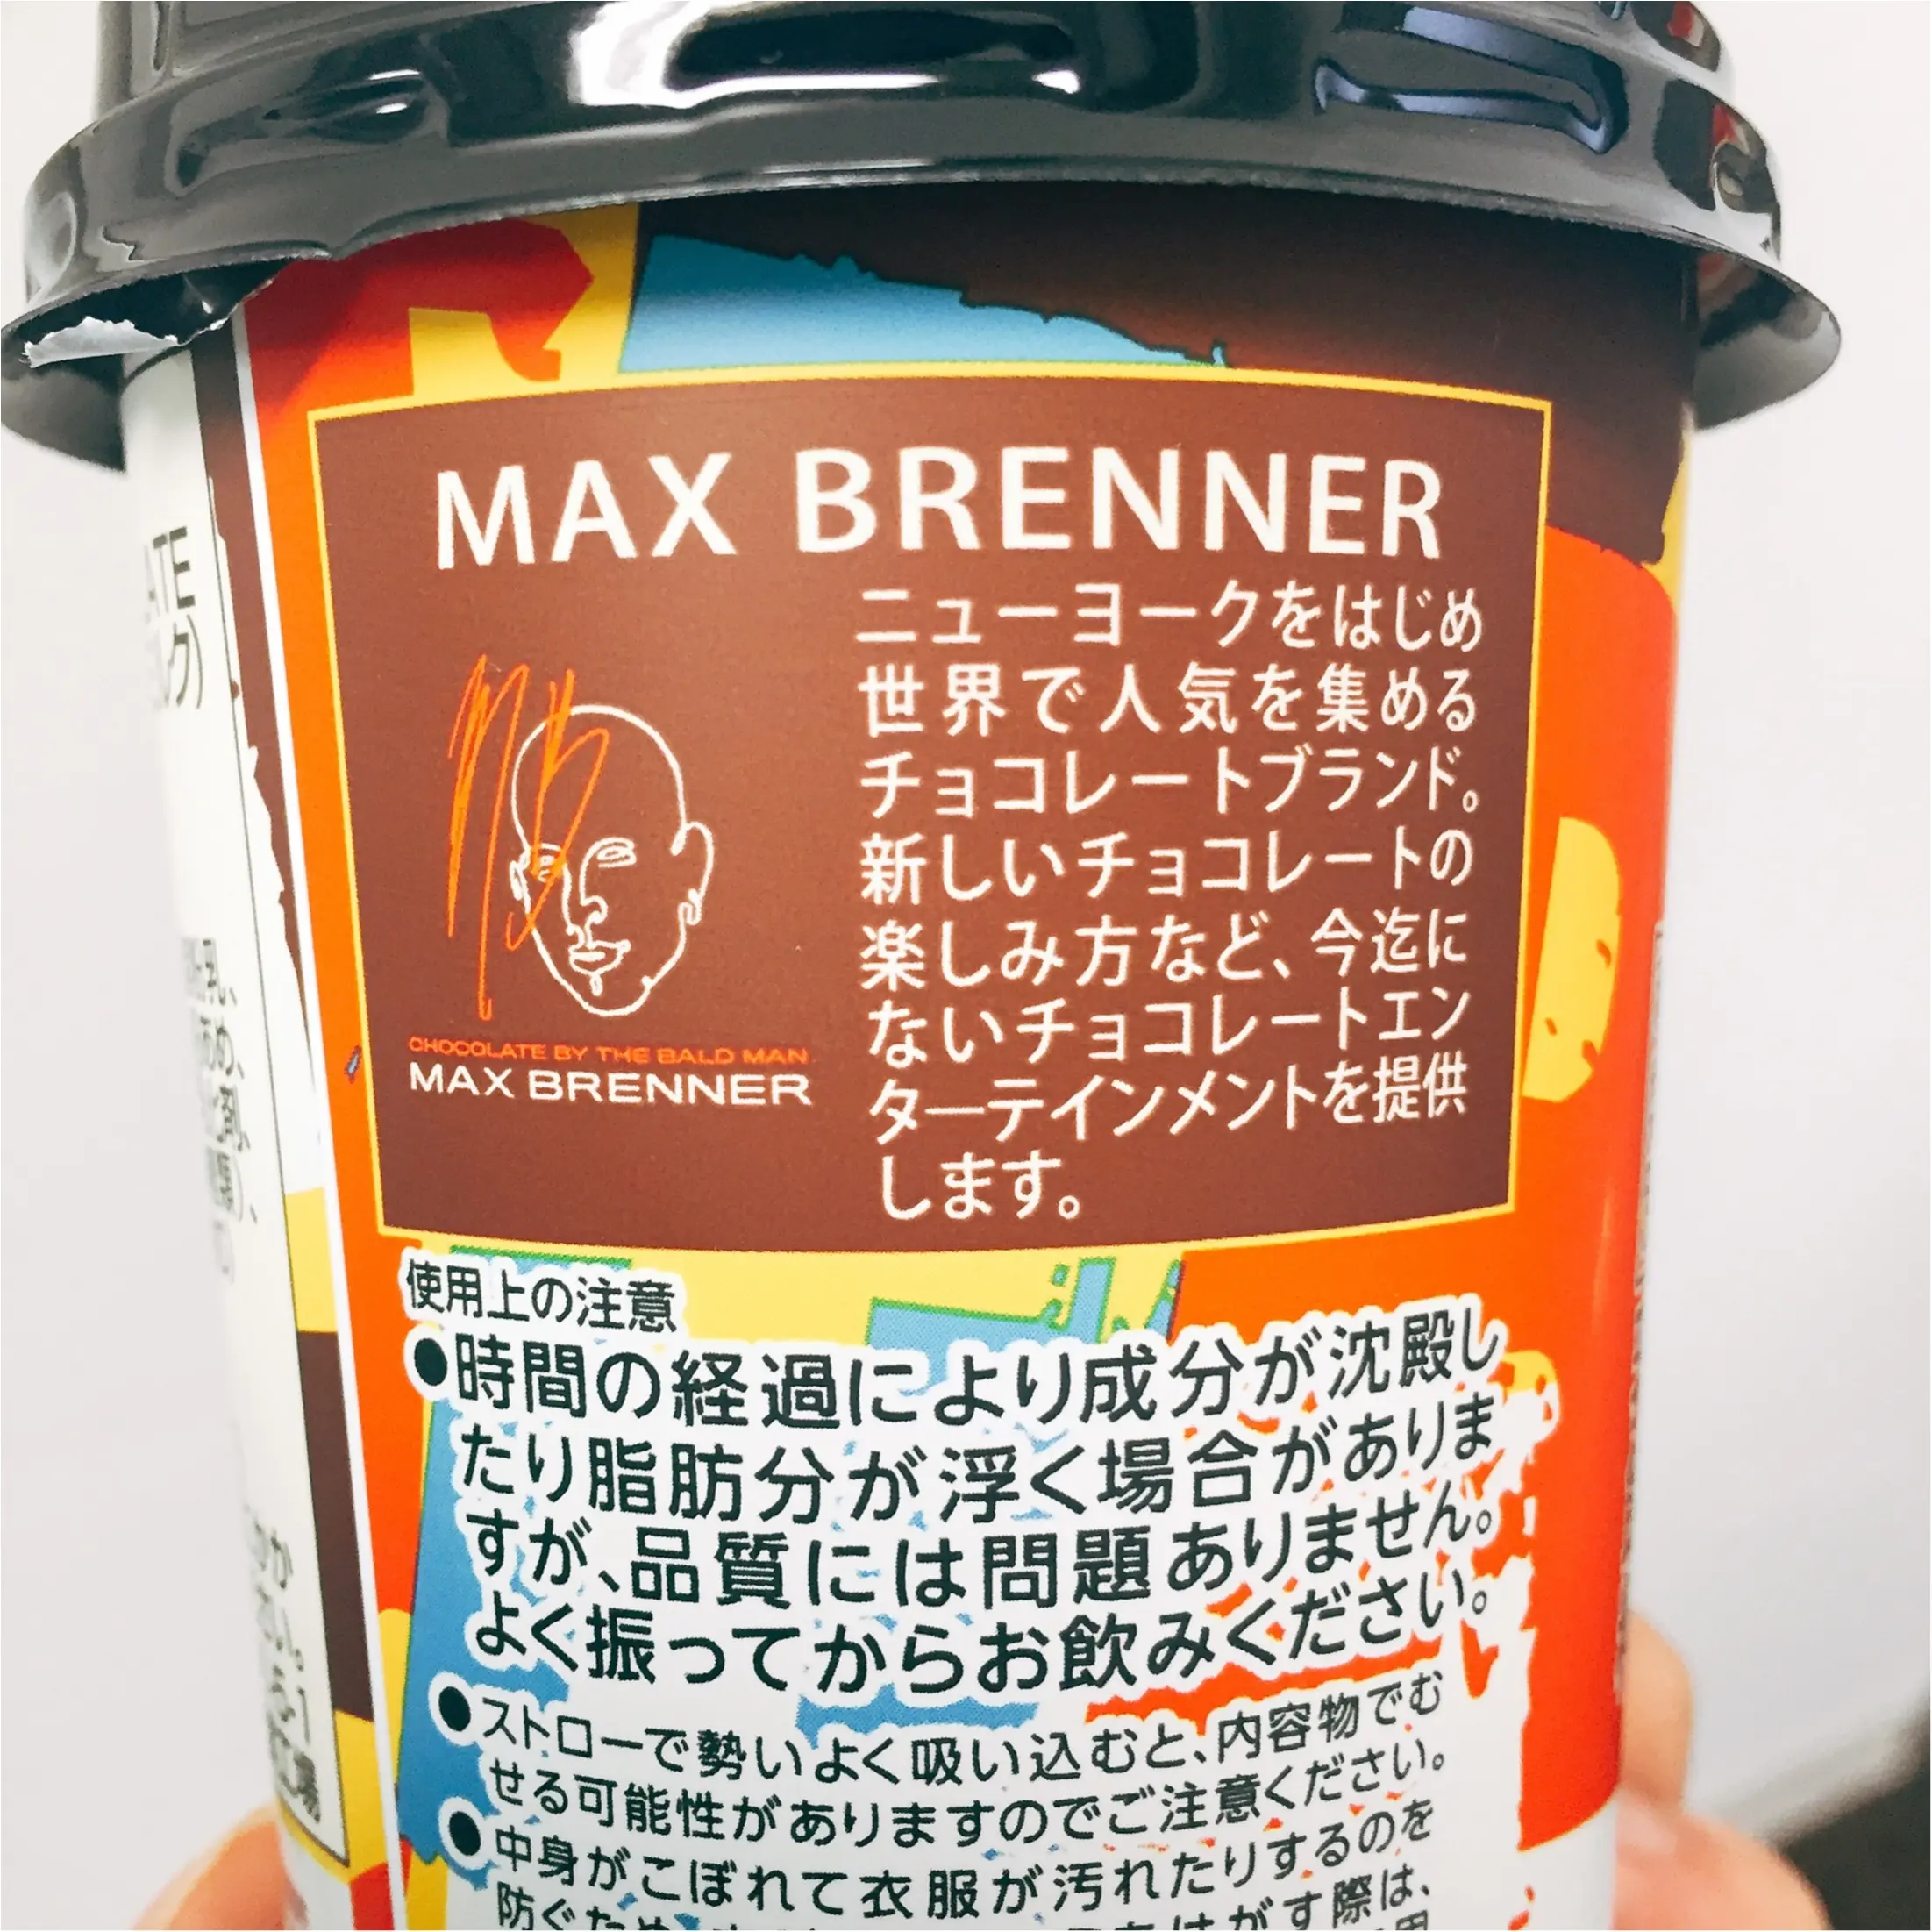 MAX BRENNER
ニューヨークをはじめ
世界で人気を集める
チョコレートブランド。
新しいチョコレートの
楽しみ方など、今迄に
ないチョコレートエン
ターテインメントを提供
します。
CHOCOLATE BY THE BALD MAN
MAX BRENNER
使用上の注意
●時間の経過により成分が沈殿し
たり脂肪分が浮く場合がありま
すが、品質には問題ありません。
よく振ってからお飲みください。
●ストローで勢いよく吸い込むと、内容物でむ
せる可能性がありますのでご注意ください。
●中身がこぼれて衣服が汚れたりするのを
防ぐため
がす際は、